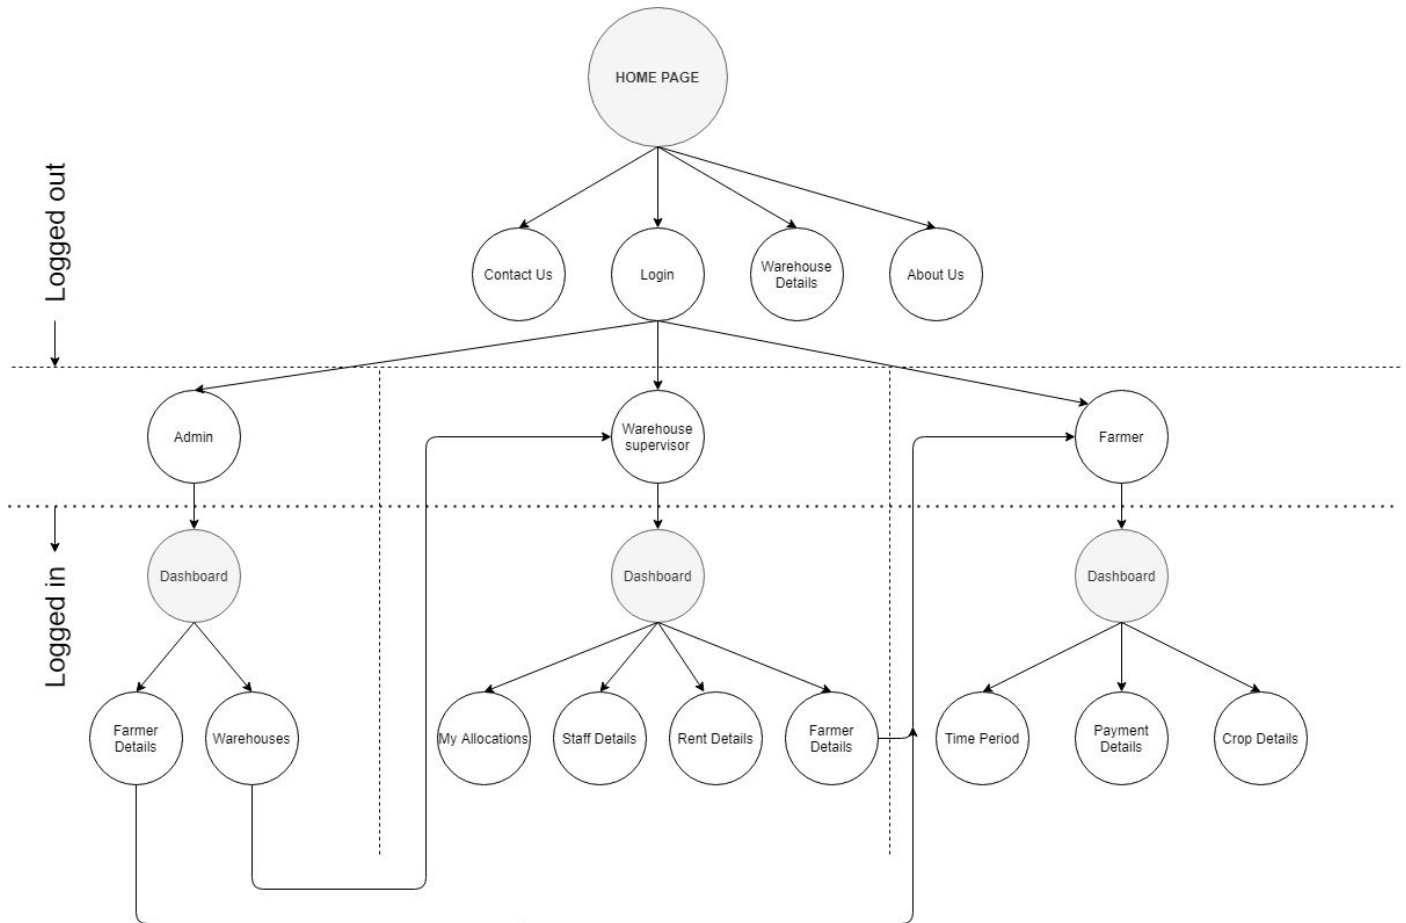 HOME PAGE
Logged out
Contact Us
Login
Warehouse
Details
About Us
Admin
Warehouse
supervisor
Farmer
Logged in
Dashboard
Dashboard
Dashboard
Farmer
Details
Warehouses
My Allocations
Staff Details
Rent Details
Farmer
Details
Time Period
Payment
Details
Crop Details